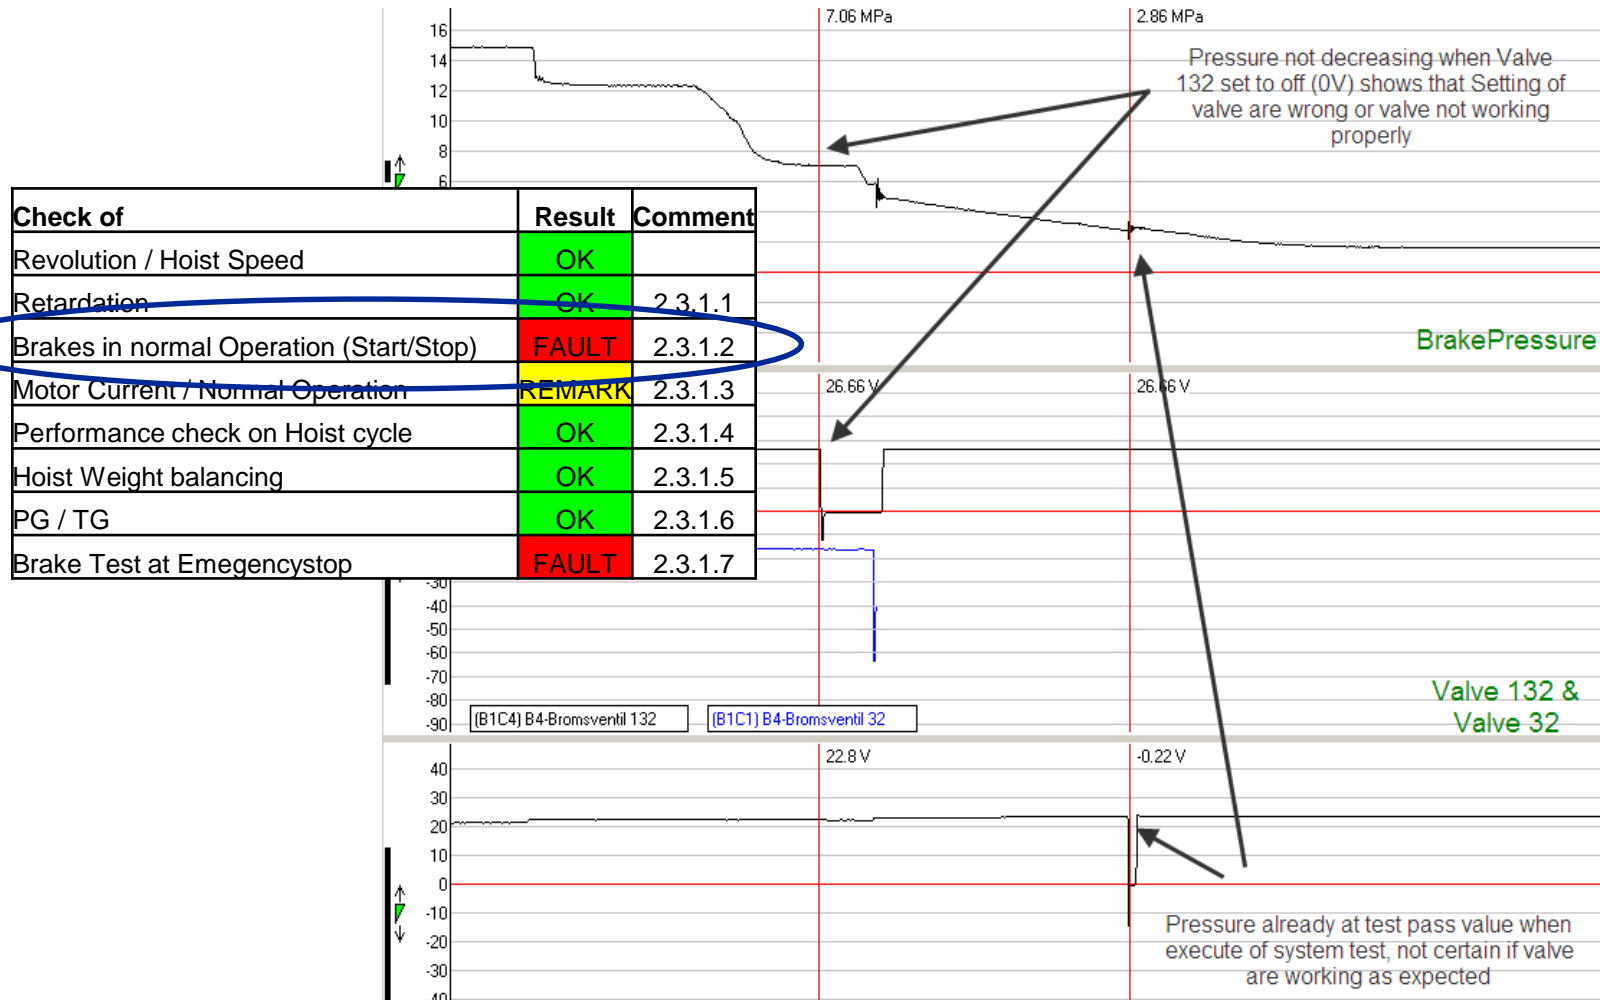 7.06 MPa
2.86 MPa
16
14
12
10
8
6
Pressure not decreasing when Valve
132 set to off (0V) shows that Setting of
valve are wrong or valve not working
properly
Check of Result Comment
Revolution / Hoist Speed OK
Retardation OK 2.3.1.1
Brakes in normal Operation (Start/Stop) FAULT 2.3.1.2
Motor Current / Normal Operation REMARK 2.3.1.3
Performance check on Hoist cycle OK 2.3.1.4
Hoist Weight balancing OK 2.3.1.5
PG / TG OK 2.3.1.6
Brake Test at Emegencystop FAULT 2.3.1.7
BrakePressure
26.66 V
26.66 V
-30
-40
-50
-60
-70
-80
-90
(B1C4) B4-Bromsventil 132
(B1C1) B4-Bromsventil 32
Valve 132 &
Valve 32
22.8 V
-0.22 V
40
30
20
10
0
-10
-20
-30
Pressure already at test pass value when
execute of system test, not certain if valve
are working as expected